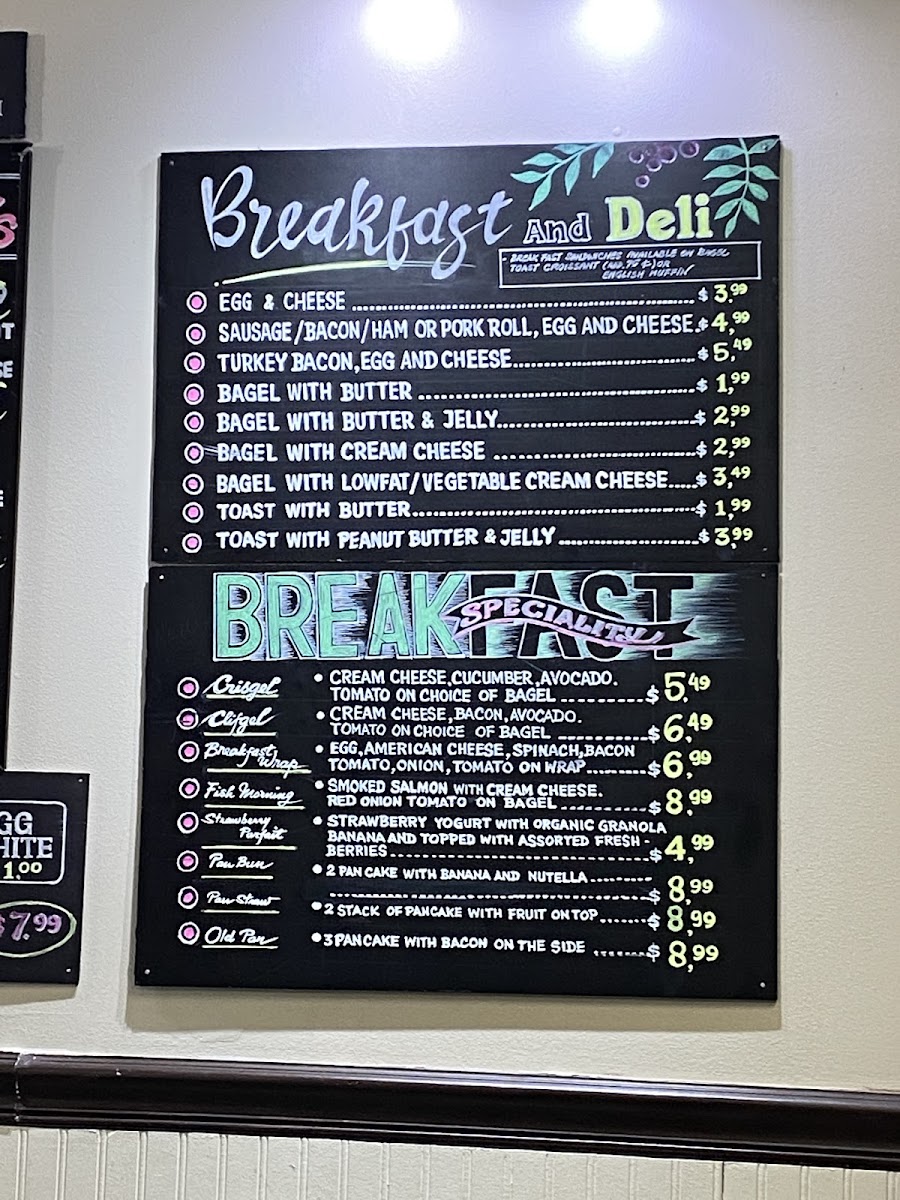 Breakfast And Deli
BREAK FAST SANDWICHES AVAILABLE ON BAGEL
TOAST CROISSANT (ADD .75 ¢) OR
ENGLISH MUFFIN
EGG & CHEESE $3.99
SAUSAGE/BACON/HAM OR PORK ROLL, EGG AND CHEESE $4,99
TURKEY BACON, EGG AND CHEESE $5,49
BAGEL WITH BUTTER $1,99
BAGEL WITH BUTTER & JELLY $2,99
BAGEL WITH CREAM CHEESE $2,99
BAGEL WITH LOWFAT/VEGETABLE CREAM CHEESE $3,49
TOAST WITH BUTTER $1,99
TOAST WITH PEANUT BUTTER & JELLY $3,99
BREAKFAST
SPECIALITY
Crisgel • CREAM CHEESE, CUCUMBER, AVOCADO.
TOMATO ON CHOICE OF BAGEL $5,49
Clifgel • CREAM CHEESE, BACON, AVOCADO.
TOMATO ON CHOICE OF BAGEL $6,49
Breakfast • EGG, AMERICAN CHEESE, SPINACH, BACON
Wrap TOMATO, ONION, TOMATO ON WRAP $6,99
Fish Morning • SMOKED SALMON WITH CREAM CHEESE.
RED ONION TOMATO ON BAGEL $8,99
Strawberry • STRAWBERRY YOGURT WITH ORGANIC GRANOLA
Parfait BANANA AND TOPPED WITH ASSORTED FRESH-
BERRIES $4,99
Pan Bun • 2 PAN CAKE WITH BANANA AND NUTELLA
$8,99
Pan Straw • 2 STACK OF PANCAKE WITH FRUIT ON TOP $8,99
Old Pan • 3 PANCAKE WITH BACON ON THE SIDE $8,99
GG
HITE
1,00
$7.99